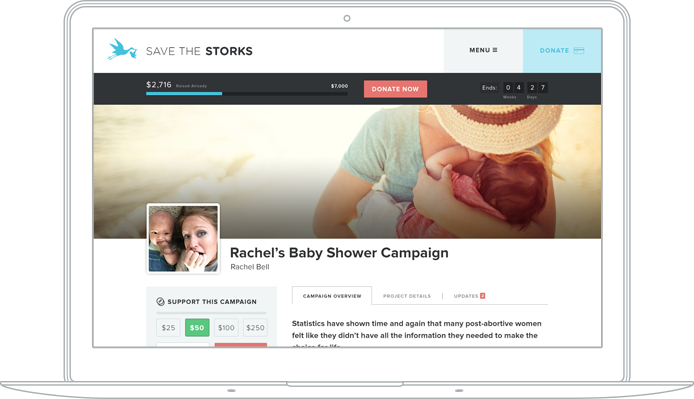 SAVE THE STORKS
MENU
DONATE
$2,716 Raised Already
$7,000
DONATE NOW
Ends: 0 4 2 7
Weeks Days
Rachel's Baby Shower Campaign
Rachel Bell
SUPPORT THIS CAMPAIGN
$25 $50 $100 $250
CAMPAIGN OVERVIEW PROJECT DETAILS UPDATES
Statistics have shown time and again that many post-abortive women
felt like they didn't have all the information they needed to make the
choice for life